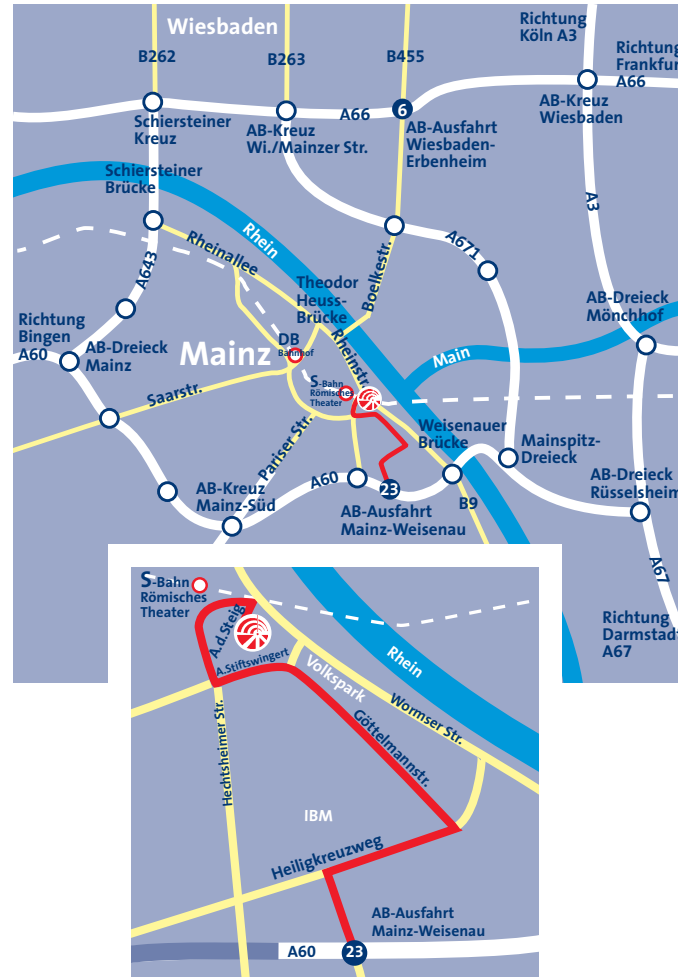 Wiesbaden
Richtung
Köln A3
Richtung
Frankfur
A66
B262
B263
B455
A66
6
Schiersteiner
Kreuz
AB-Kreuz
Wi./Mainzer Str.
AB-Ausfahrt
Wiesbaden-
Erbenheim
AB-Kreuz
Wiesbaden
Schiersteiner
Brücke
A3
Rheinallee
Rhein
Boelkestr.
A671
A643
Theodor
Heuss-
Brücke
AB-Dreieck
Mönchhof
Richtung
Bingen
A60
AB-Dreieck
Mainz
Mainz
DB
Bahnhof
Rheinstr.
Main
Saarstr.
S-Bahn
Römisches
Theater
Pariser Str.
Weisenauer
Brücke
Mainspitz-
Dreieck
AB-Kreuz
Mainz-Süd
A60
23
AB-Ausfahrt
Mainz-Weisenau
B9
AB-Dreieck
Rüsselsheim
A67
Richtung
Darmstadt
A67
S-Bahn
Römisches
Theater
A.d.Steig
A.Stiftswingert
Volkspark
Rhein
Wormser Str.
Göttelmannstr.
Hechtsheimer Str.
IBM
Heiligkreuzweg
AB-Ausfahrt
Mainz-Weisenau
A60
23